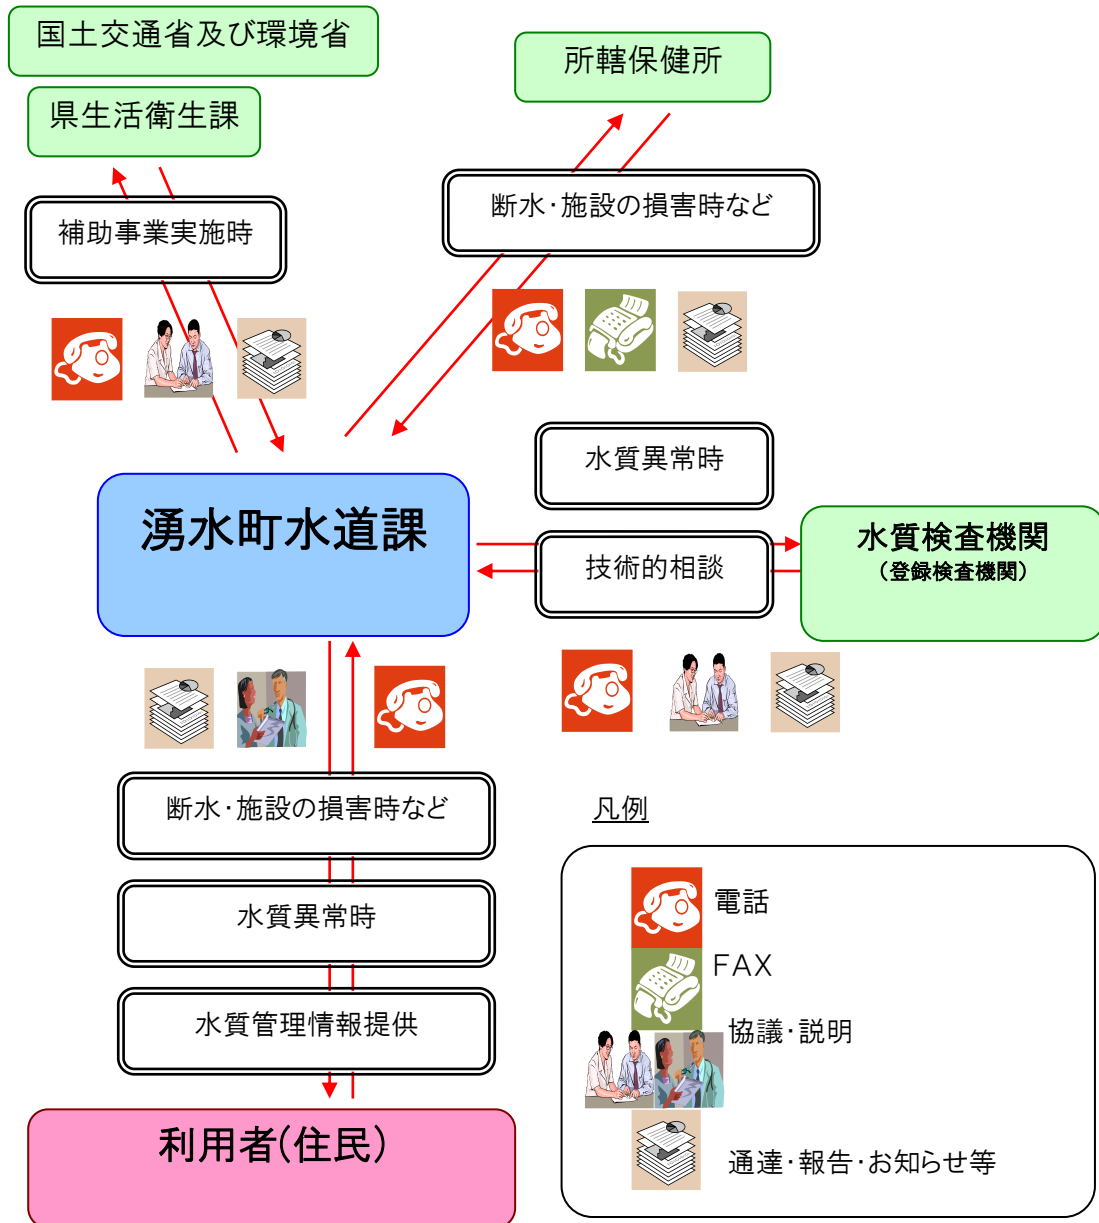 国土交通省及び環境省
所轄保健所
県生活衛生課
補助事業実施時
断水・施設の損害時など
水質異常時
湧水町水道課
技術的相談
水質検査機関
（登録検査機関）
断水・施設の損害時など
水質異常時
水質管理情報提供
利用者(住民)
凡例
電話
FAX
協議・説明
通達・報告・お知らせ等